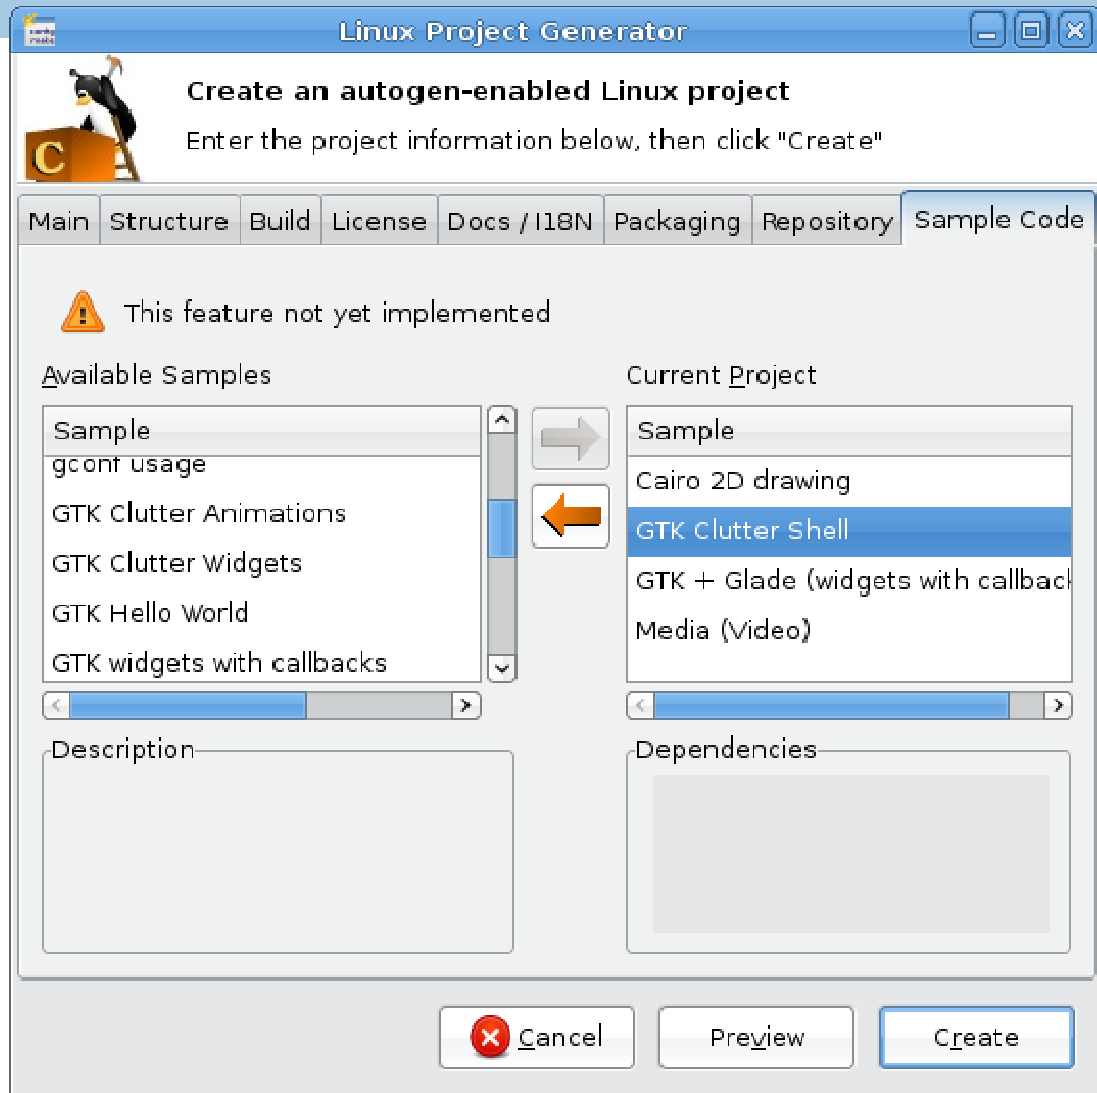 Linux Project Generator
Create an autogen-enabled Linux project
Enter the project information below, then click "Create"
C
Main Structure Build License Docs / I18N Packaging Repository Sample Code
This feature not yet implemented
Available Samples Current Project
Sample Sample
gconf usage Cairo 2D drawing
GTK Clutter Animations GTK Clutter Shell
GTK Clutter Widgets GTK + Glade (widgets with callback
GTK Hello World Media (Video)
GTK widgets with callbacks
Description Dependencies
Cancel Preview Create